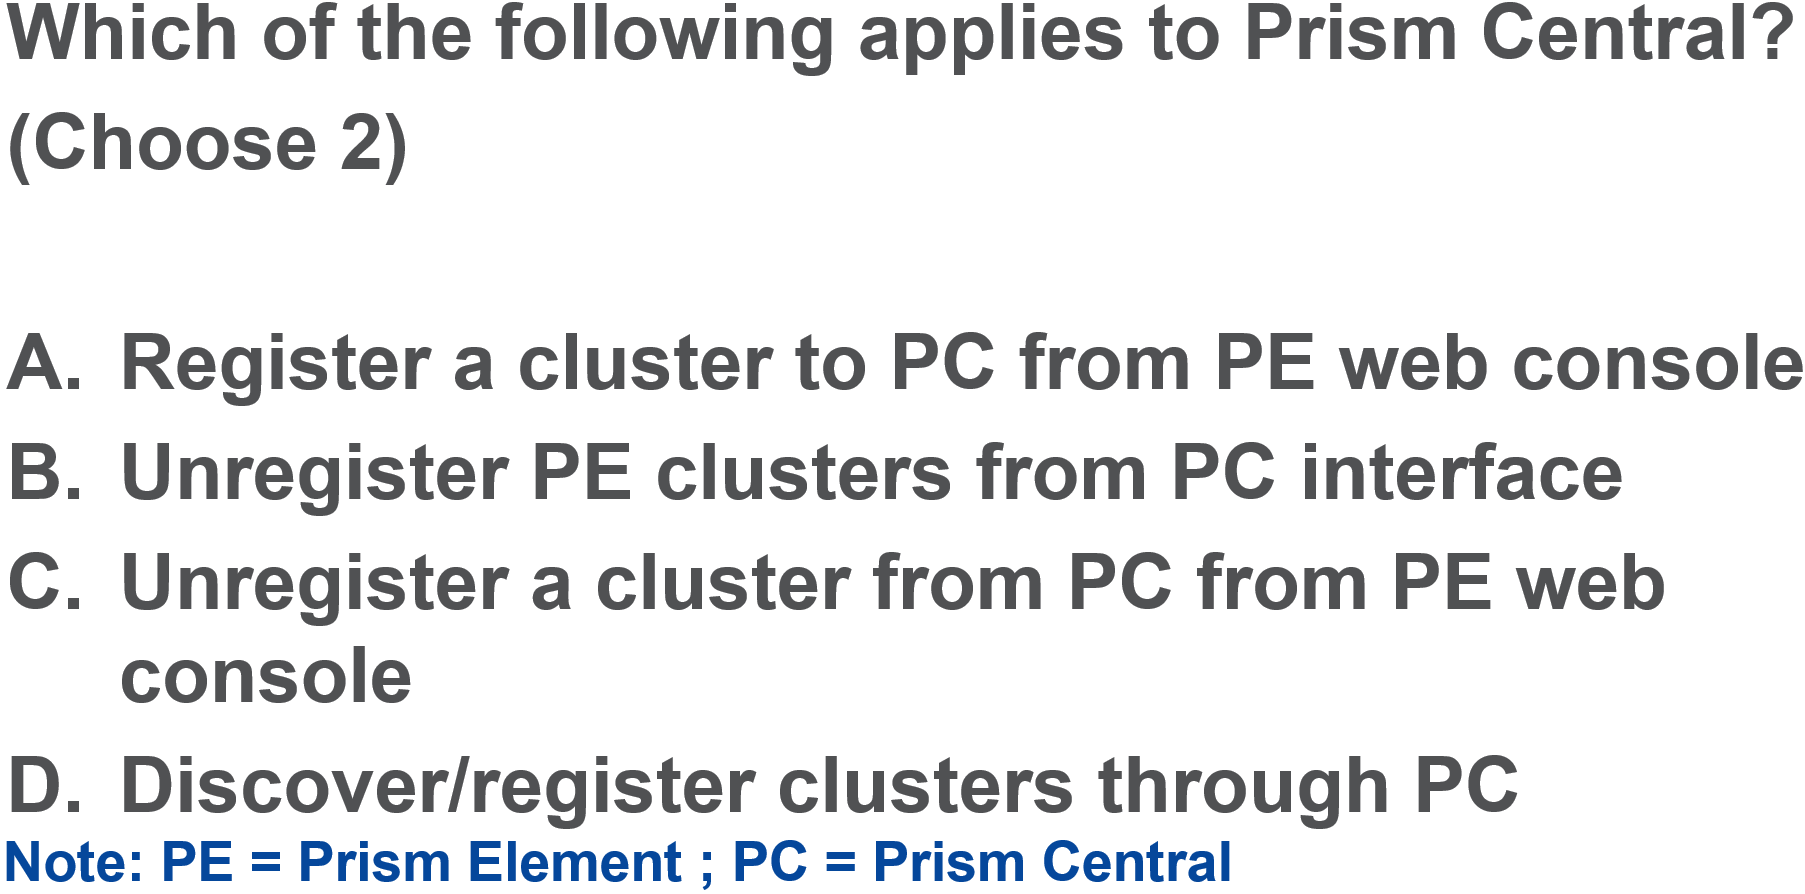 Which of the following applies to Prism Central?
(Choose 2)
A. Register a cluster to PC from PE web console
B. Unregister PE clusters from PC interface
C. Unregister a cluster from PC from PE web
console
D. Discover/register clusters through PC
Note: PE = Prism Element ; PC = Prism Central